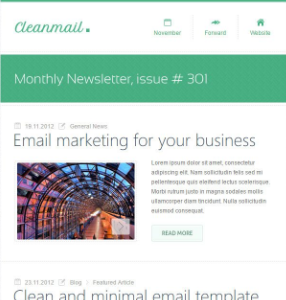 Cleanmail.
November Forward Website
Monthly Newsletter, issue # 301
19.11.2012 General News
Email marketing for your business
Lorem ipsum dolor sit amet, consectetur
adipiscing elit. Nam sollicitudin felis sed mi
pellentesque quis eleifend lectus scelerisque.
Morbi rutrum justo in magna sodales mollis
ullamcorper diam tincidunt. Nulla sollicitudin
euismod consequat.
READ MORE
23.11.2012 Blog | Featured Article
Clean and minimal email template